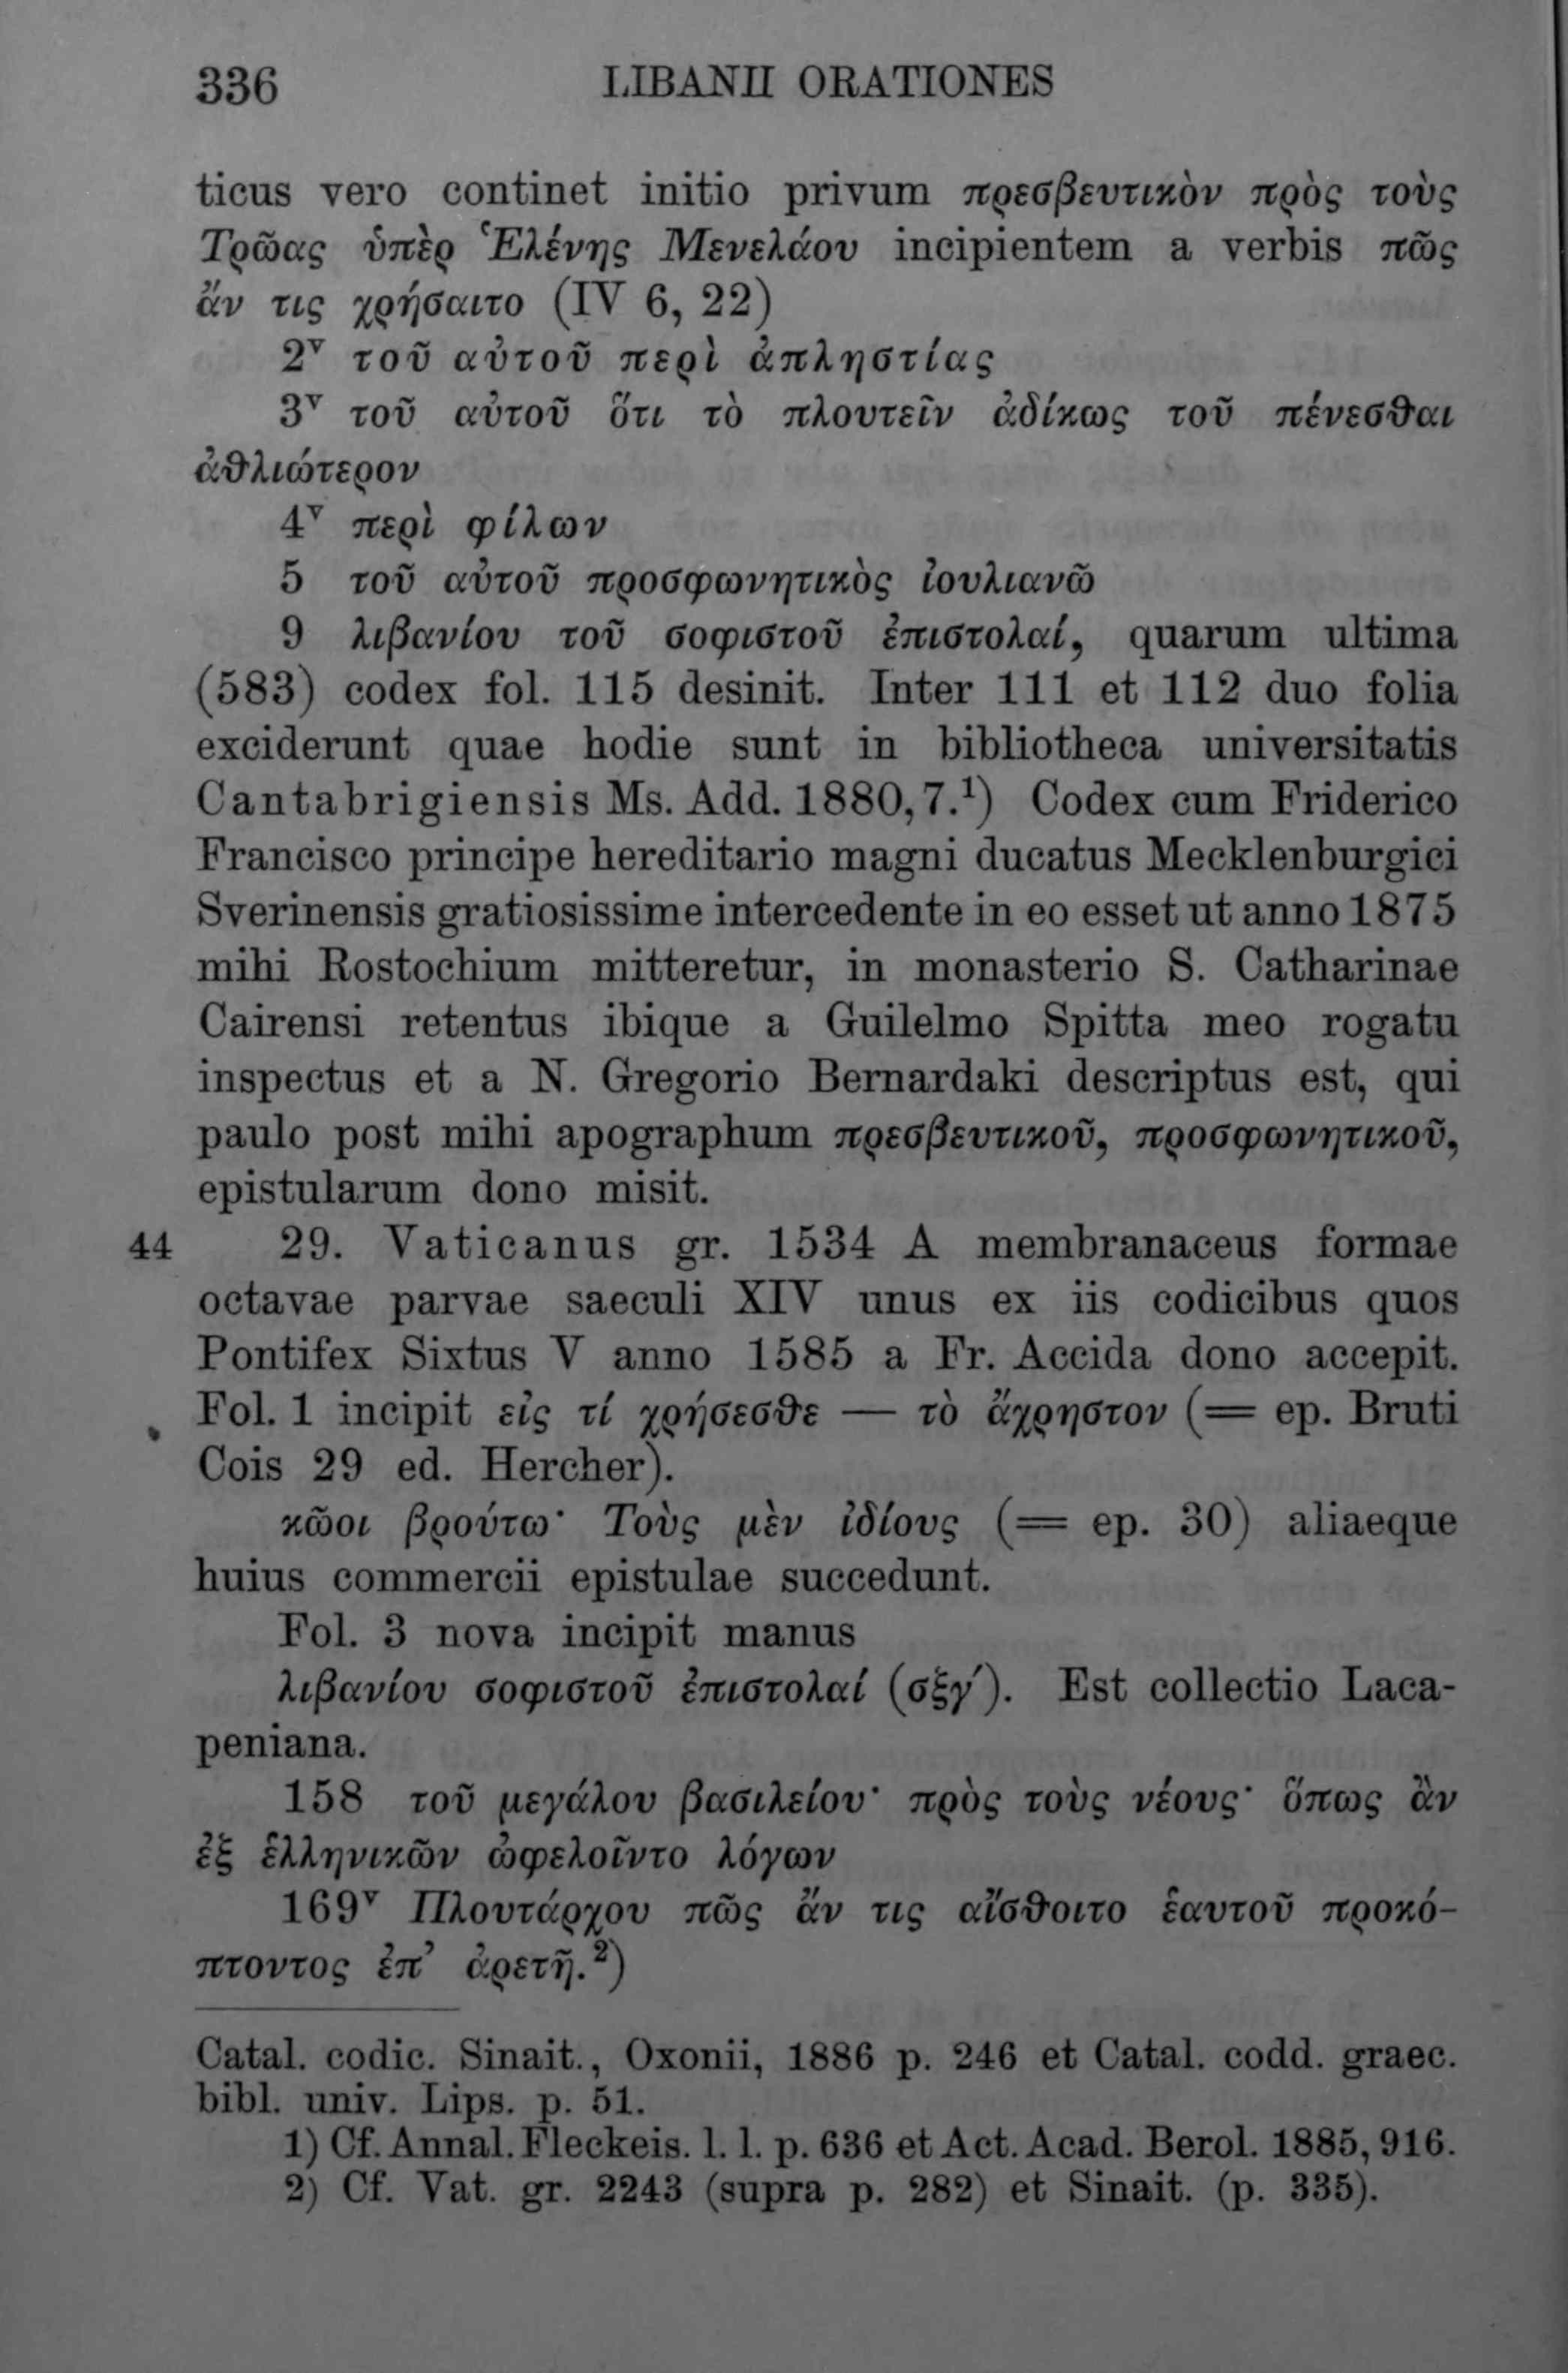 336 LIBANII ORATIONES
ticus vero continet initio privum πρεσβευτικὸν πρὸς τοὺς
Τρῶας ὑπὲρ Ἑλένης Μενελάου incipientem a verbis πῶς
ἄν τις χρήσαιτο (IV 6, 22)
2ᵛ τοῦ αὐτοῦ περὶ ἀπληστίας
3ᵛ τοῦ αὐτοῦ ὅτι τὸ πλουτεῖν ἀδίκως τοῦ πένεσθαι
ἀθλιώτερον
4ᵛ περὶ φίλων
5 τοῦ αὐτοῦ προσφωνητικὸς ἰουλιανῶ
9 λιβανίου τοῦ σοφιστοῦ ἐπιστολαί, quarum ultima
(583) codex fol. 115 desinit. Inter 111 et 112 duo folia
exciderunt quae hodie sunt in bibliotheca universitatis
Cantabrigiensis Ms. Add. 1880,7.¹) Codex cum Friderico
Francisco principe hereditario magni ducatus Mecklenburgici
Sverinensis gratiosissime intercedente in eo esset ut anno 1875
mihi Rostochium mitteretur, in monasterio S. Catharinae
Cairensi retentus ibique a Guilelmo Spitta meo rogatu
inspectus et a N. Gregorio Bernardaki descriptus est, qui
paulo post mihi apographum πρεσβευτικοῦ, προσφωνητικοῦ,
epistularum dono misit.
44 29. Vaticanus gr. 1534 A membranaceus formae
octavae parvae saeculi XIV unus ex iis codicibus quos
Pontifex Sixtus V anno 1585 a Fr. Accida dono accepit.
Fol. 1 incipit εἰς τί χρήσεσθε — τὸ ἄχρηστον (= ep. Bruti
Cois 29 ed. Hercher).
κῶοι βρούτω· Τοὺς μὲν ἰδίους (= ep. 30) aliaeque
huius commercii epistulae succedunt.
Fol. 3 nova incipit manus
λιβανίου σοφιστοῦ ἐπιστολαί (σξγ′). Est collectio Laca-
peniana.
158 τοῦ μεγάλου βασιλείου· πρὸς τοὺς νέους· ὅπως ἂν
ἐξ ἑλληνικῶν ὠφελοῖντο λόγων
169ᵛ Πλουτάρχου πῶς ἄν τις αἴσθοιτο ἑαυτοῦ προκό-
πτοντος ἐπ’ ἀρετῇ.²)
Catal. codic. Sinait., Oxonii, 1886 p. 246 et Catal. codd. graec.
bibl. univ. Lips. p. 51.
1) Cf. Annal. Fleckeis. l. l. p. 636 et Act. Acad. Berol. 1885, 916.
2) Cf. Vat. gr. 2243 (supra p. 282) et Sinait. (p. 335).